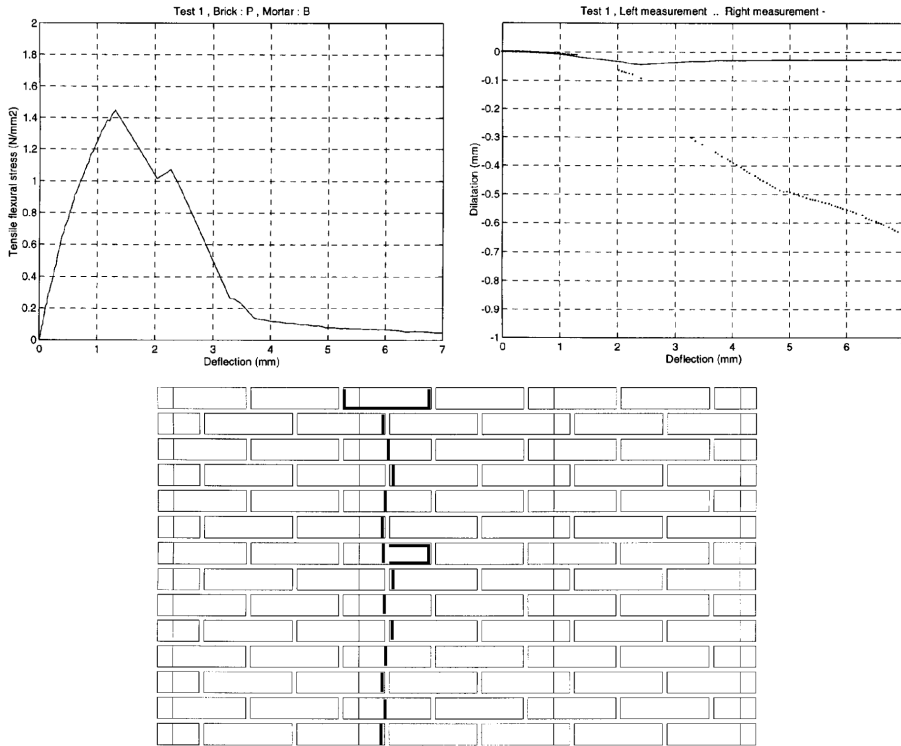 Test 1 , Brick : P , Mortar : B
Tensile flexural stress (N/mm2)
2
1.8
1.6
1.4
1.2
1
0.8
0.6
0.4
0.2
0
0 1 2 3 4 5 6 7
Deflection (mm)
Test 1 , Left measurement .. Right measurement -
Dilatation (mm)
0
-0.1
-0.2
-0.3
-0.4
-0.5
-0.6
-0.7
-0.8
-0.9
-1
0 1 2 3 4 5 6 7
Deflection (mm)